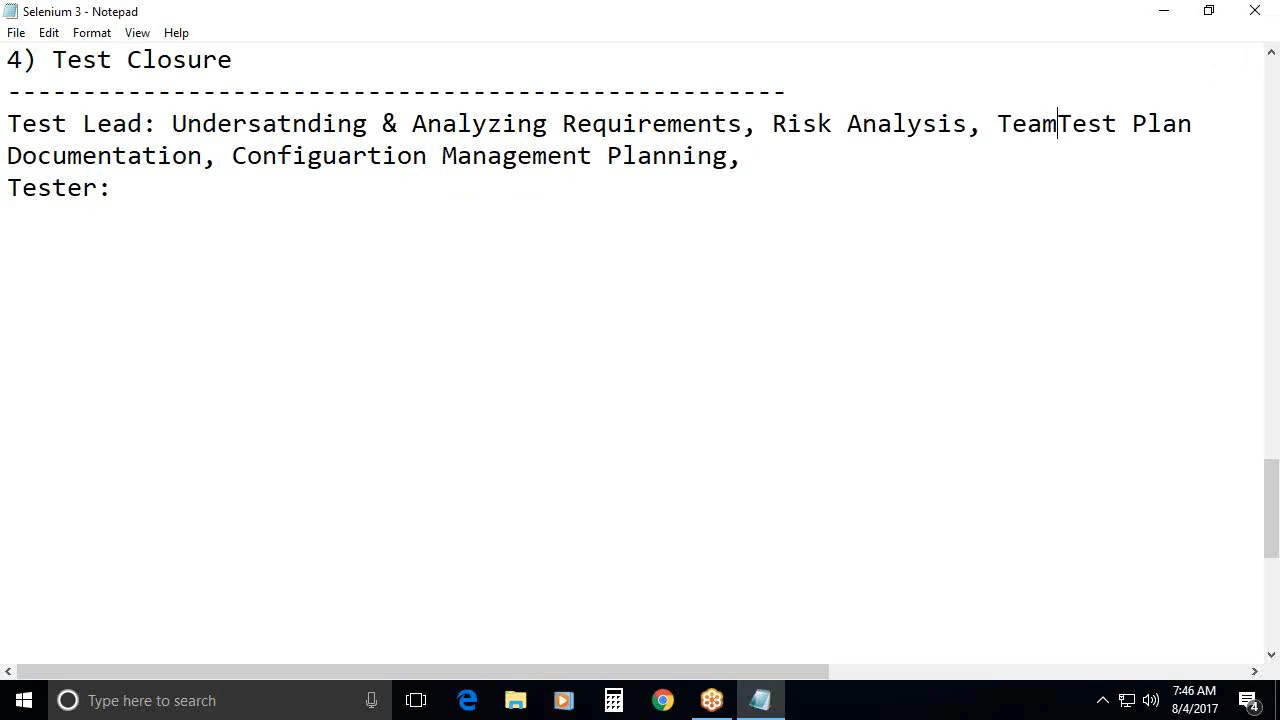 Selenium 3 - Notepad
File Edit Format View Help
4) Test Closure
----------------------------------------------------
Test Lead: Undersatnding & Analyzing Requirements, Risk Analysis, TeamTest Plan
Documentation, Configuartion Management Planning,
Tester:
Type here to search
7:46 AM
8/4/2017
4